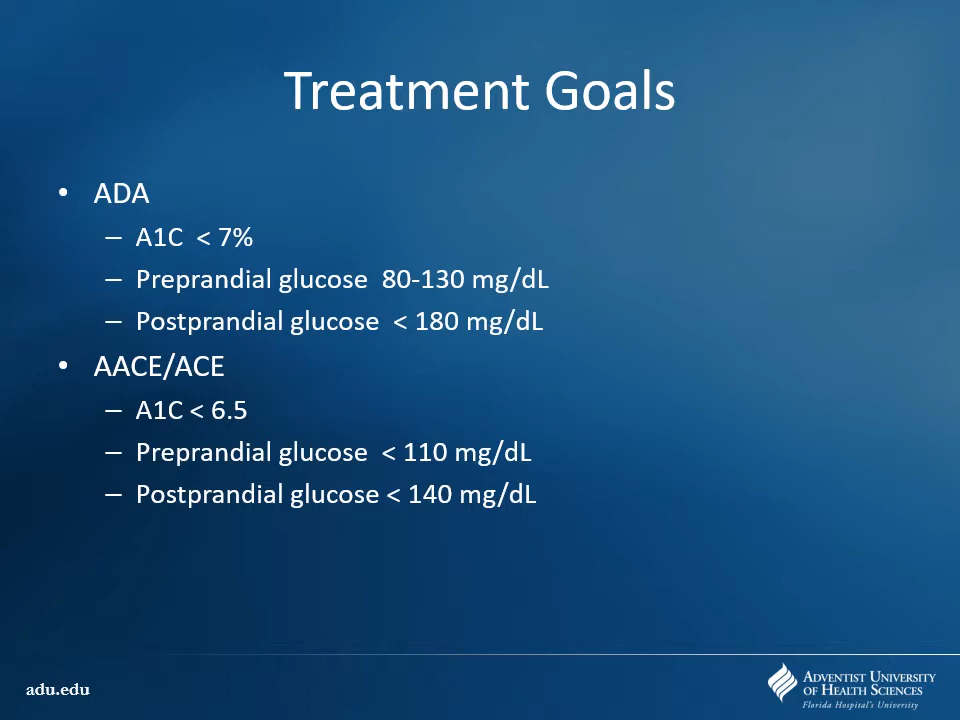 Treatment Goals
• ADA
– A1C < 7%
– Preprandial glucose 80-130 mg/dL
– Postprandial glucose < 180 mg/dL
• AACE/ACE
– A1C < 6.5
– Preprandial glucose < 110 mg/dL
– Postprandial glucose < 140 mg/dL
adu.edu
ADVENTIST UNIVERSITY
OF HEALTH SCIENCES
Florida Hospital's University